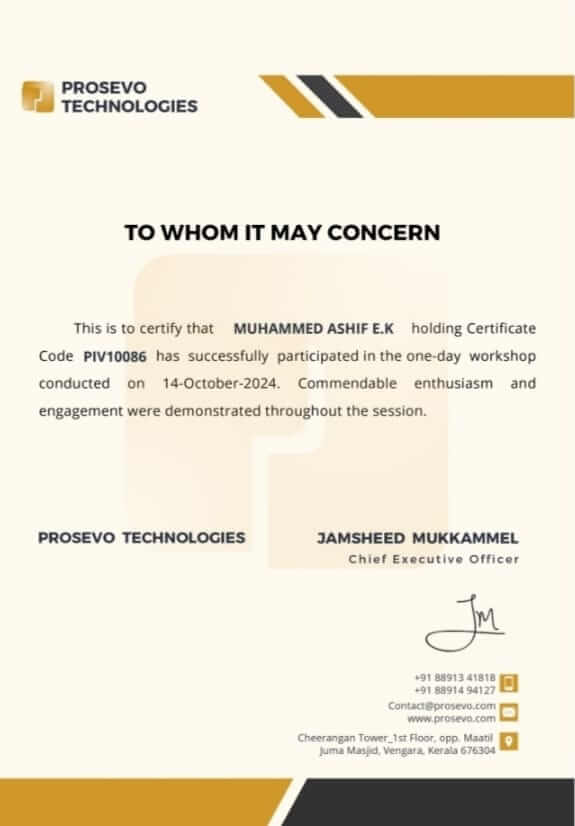 PROSEVO
TECHNOLOGIES
TO WHOM IT MAY CONCERN
This is to certify that MUHAMMED ASHIF E.K holding Certificate
Code PIV10086 has successfully participated in the one-day workshop
conducted on 14-October-2024. Commendable enthusiasm and
engagement were demonstrated throughout the session.
PROSEVO TECHNOLOGIES
JAMSHEED MUKKAMMEL
Chief Executive Officer
JM
+91 88913 41818
+91 88914 94127
Contact@prosevo.com
www.prosevo.com
Cheerangan Tower_1st Floor, opp. Maatil
Juma Masjid, Vengara, Kerala 676304